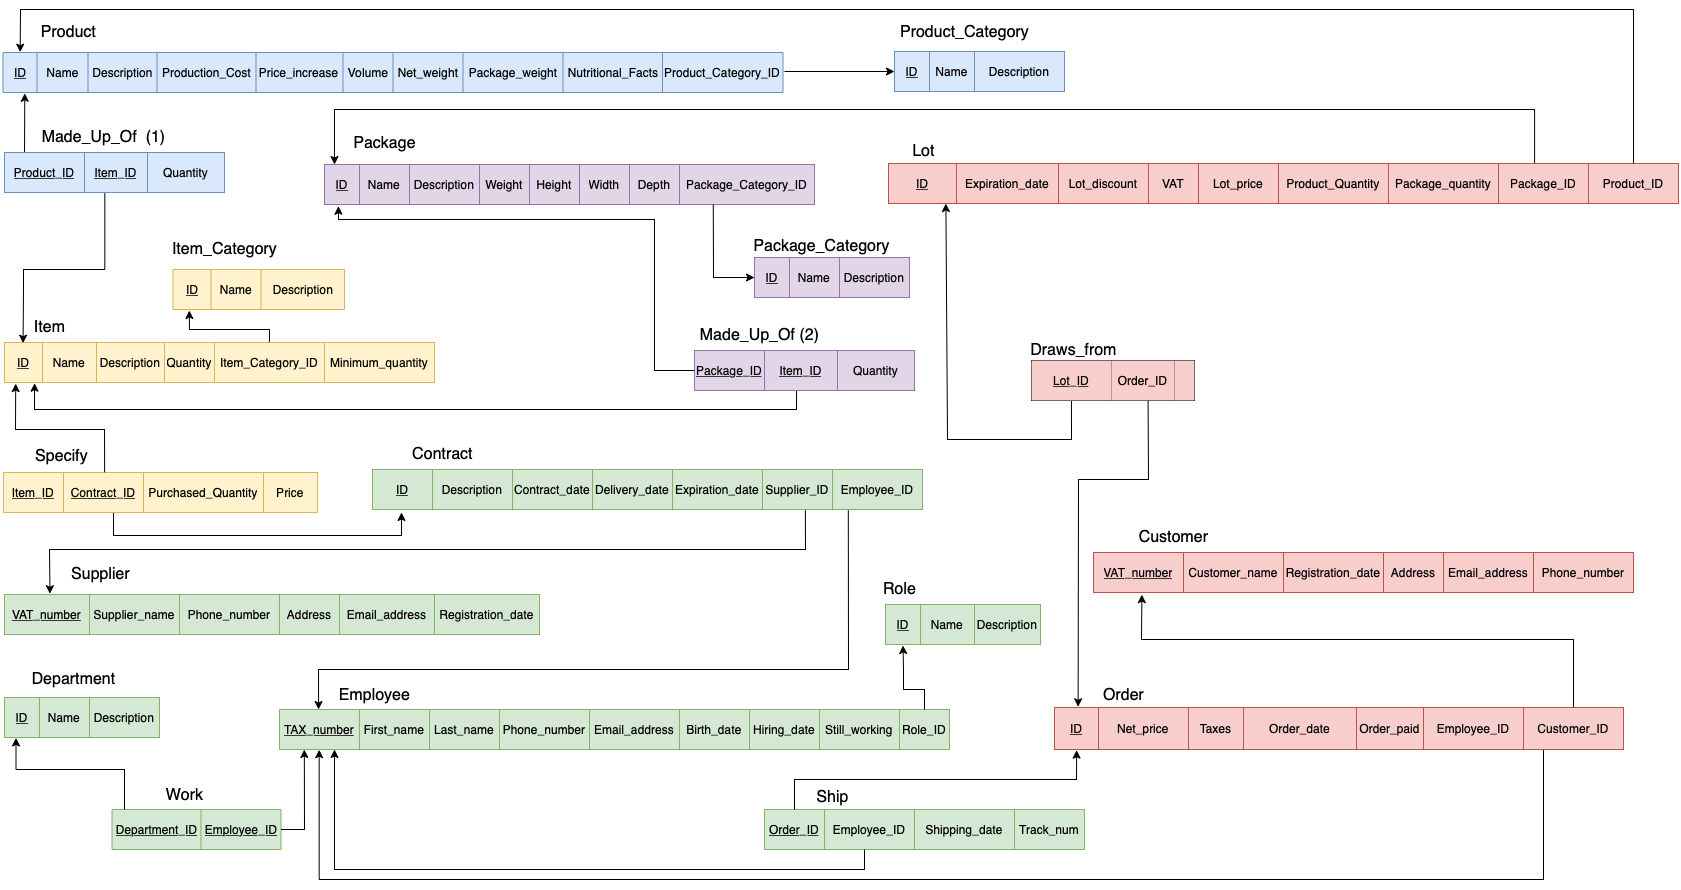 Product
ID Name Description Production_Cost Price_increase Volume Net_weight Package_weight Nutritional_Facts Product_Category_ID
Product_Category
ID Name Description
Made_Up_Of (1)
Product_ID Item_ID Quantity
Package
ID Name Description Weight Height Width Depth Package_Category_ID
Lot
ID Expiration_date Lot_discount VAT Lot_price Product_Quantity Package_quantity Package_ID Product_ID
Item_Category
ID Name Description
Package_Category
ID Name Description
Item
ID Name Description Quantity Item_Category_ID Minimum_quantity
Made_Up_Of (2)
Package_ID Item_ID Quantity
Draws_from
Lot_ID Order_ID
Specify
Item_ID Contract_ID Purchased_Quantity Price
Contract
ID Description Contract_date Delivery_date Expiration_date Supplier_ID Employee_ID
Customer
VAT_number Customer_name Registration_date Address Email_address Phone_number
Supplier
VAT_number Supplier_name Phone_number Address Email_address Registration_date
Role
ID Name Description
Department
ID Name Description
Employee
TAX_number First_name Last_name Phone_number Email_address Birth_date Hiring_date Still_working Role_ID
Order
ID Net_price Taxes Order_date Order_paid Employee_ID Customer_ID
Work
Department_ID Employee_ID
Ship
Order_ID Employee_ID Shipping_date Track_num